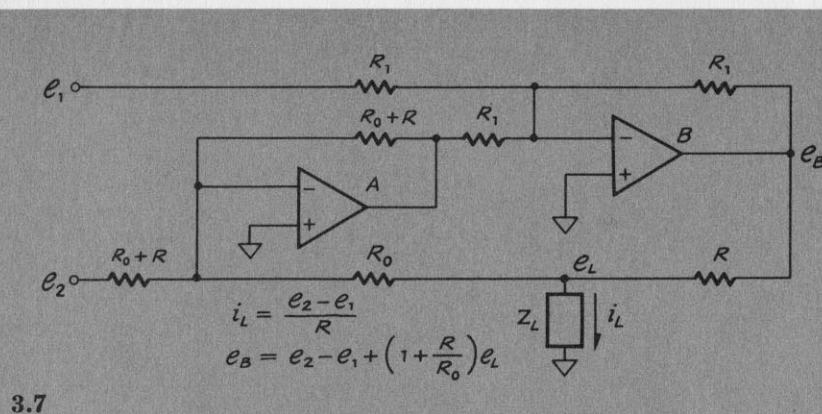 R₁
R₁
e₁
R₀+R
R₁
−
B
+
e_B
−
A
+
R₀+R
R₀
e_L
R
e₂
i_L = (e₂ − e₁)/R
Z_L
i_L
e_B = e₂ − e₁ + (1 + R/R₀) e_L
3.7